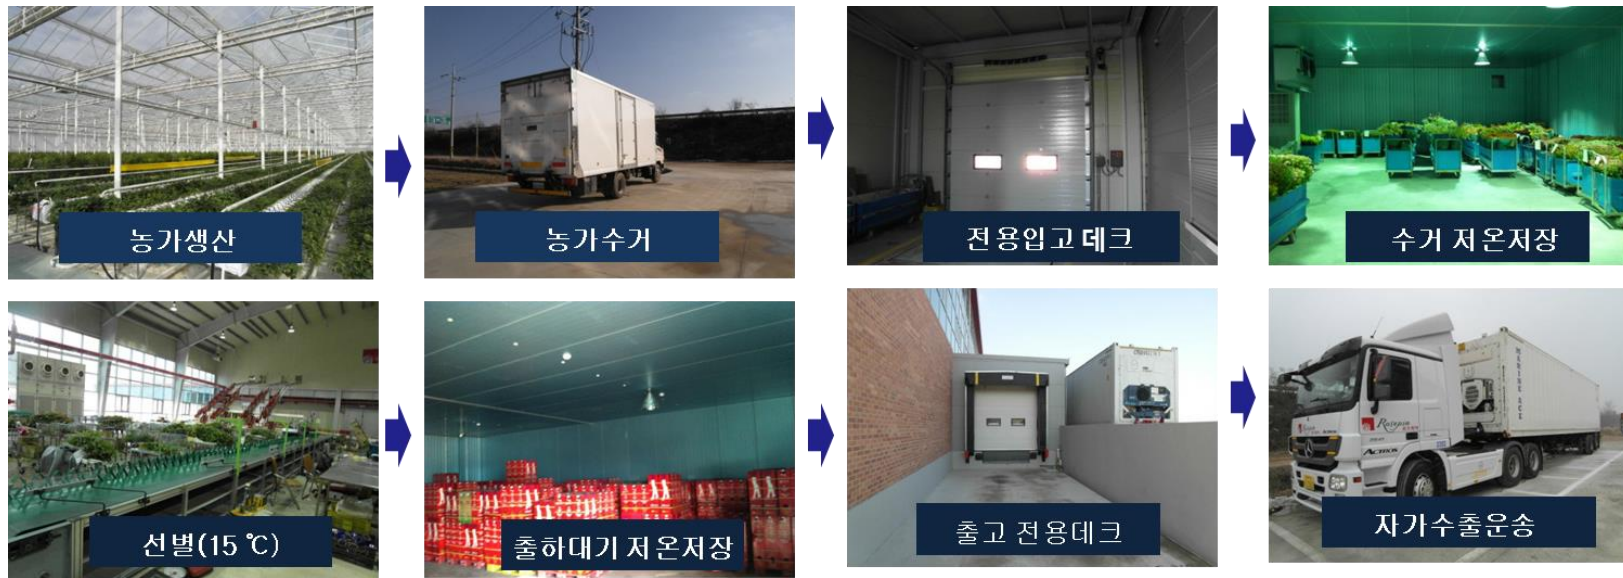 농가생산
농가수거
전용입고 데크
수거 저온저장
선별(15 ℃)
출하대기 저온저장
출고 전용데크
자가수출운송
ACTROS